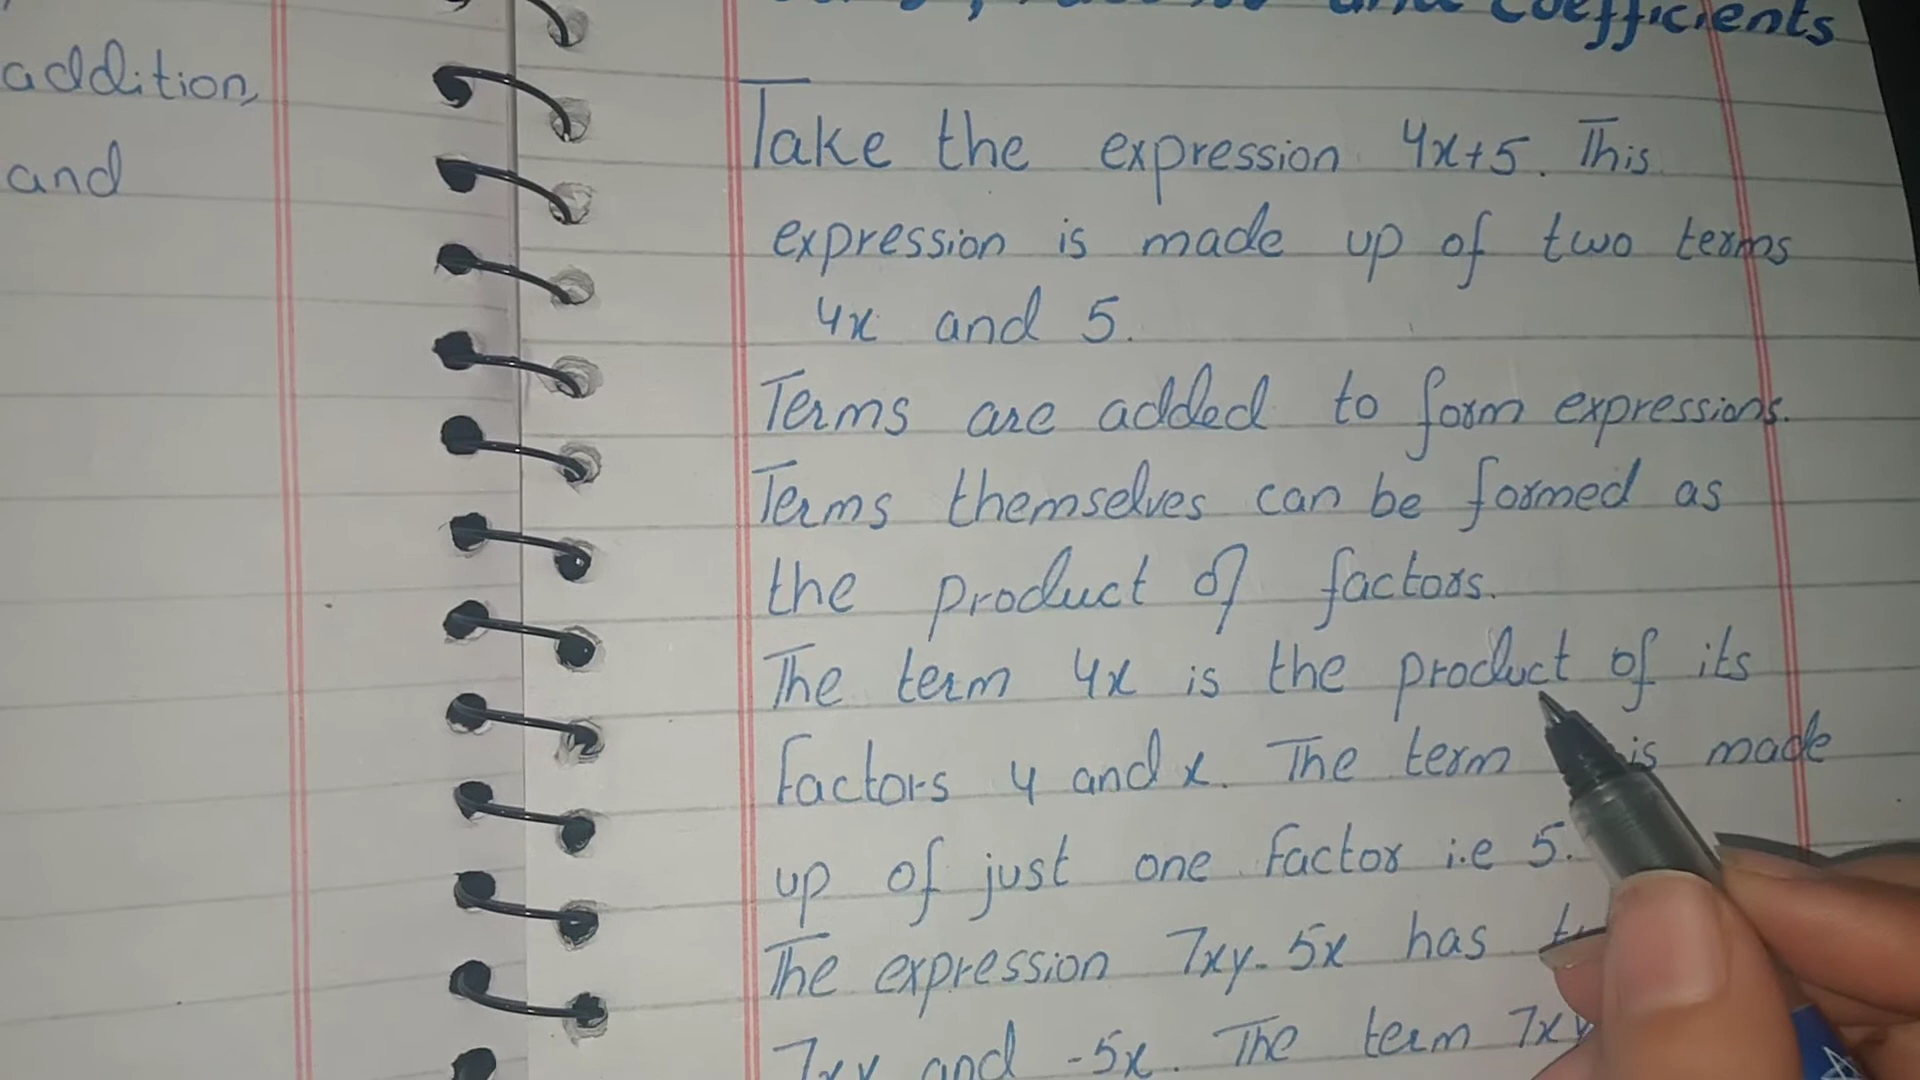 addition,
and
and Coefficients
Take the expression 4x+5. This
expression is made up of two terms
4x and 5.
Terms are added to form expressions.
Terms themselves can be formed as
the product of factors.
The term 4x is the product of its
factors 4 and x. The term is made
up of just one factor i.e 5.
The expression 7xy-5x has
7xy and -5x. The term 7xy